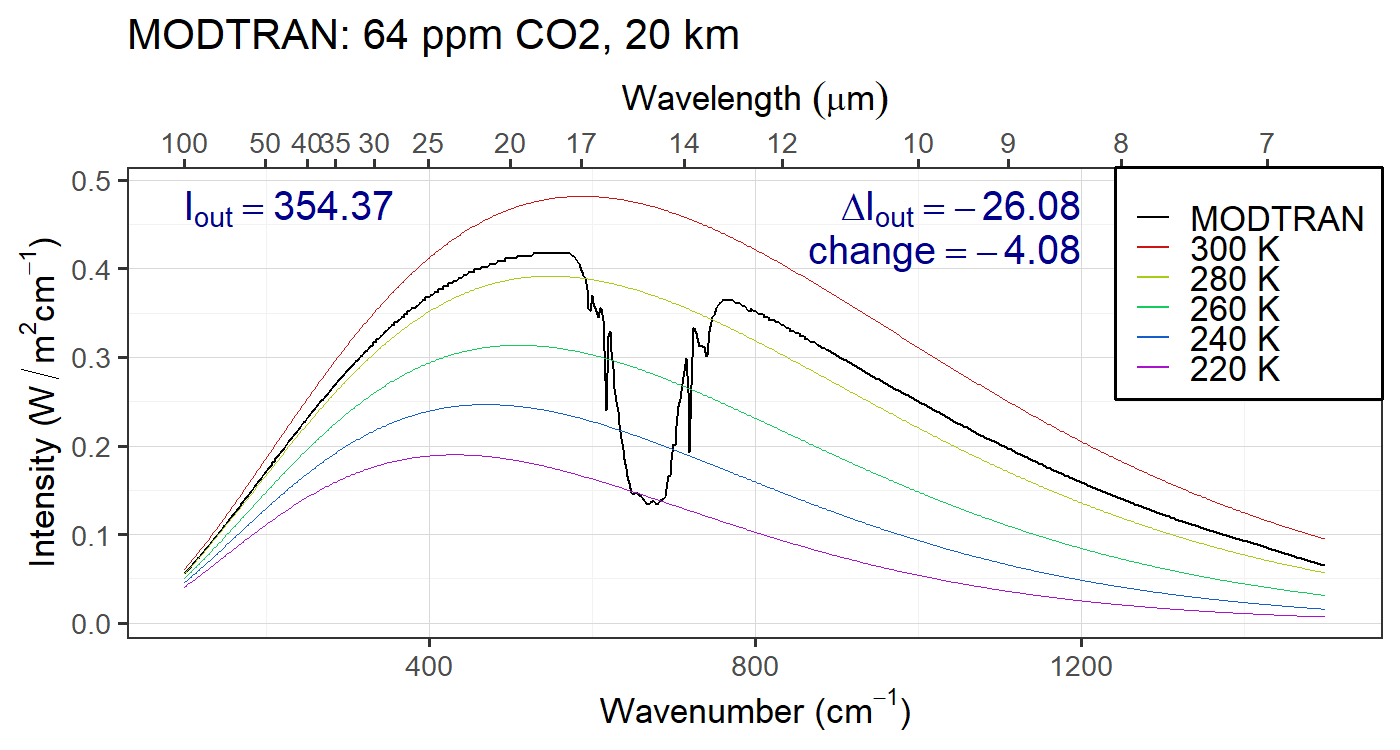 MODTRAN: 64 ppm CO2, 20 km
Wavelength (μm)
100 50 40 35 30 25 20 17 14 12 10 9 8 7
Iout = 354.37
ΔIout = − 26.08
change = − 4.08
MODTRAN
300 K
280 K
260 K
240 K
220 K
Intensity (W / m²cm⁻¹)
0.5
0.4
0.3
0.2
0.1
0.0
400 800 1200
Wavenumber (cm⁻¹)